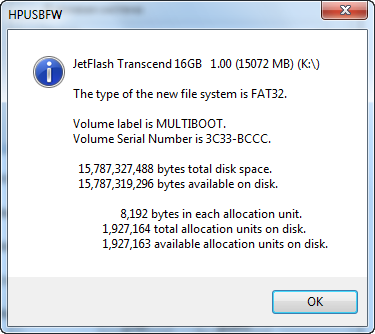 HPUSBFW
JetFlash Transcend 16GB   1.00 (15072 MB) (K:\)
The type of the new file system is FAT32.
Volume label is MULTIBOOT.
Volume Serial Number is 3C33-BCCC.
15,787,327,488 bytes total disk space.
15,787,319,296 bytes available on disk.
8,192 bytes in each allocation unit.
1,927,164 total allocation units on disk.
1,927,163 available allocation units on disk.
OK